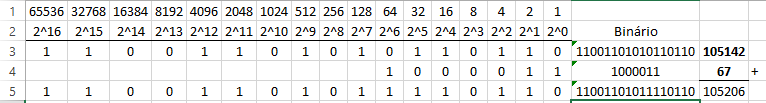 1 65536 32768 16384 8192 4096 2048 1024 512 256 128 64 32 16 8 4 2 1
2 2^16 2^15 2^14 2^13 2^12 2^11 2^10 2^9 2^8 2^7 2^6 2^5 2^4 2^3 2^2 2^1 2^0 Binário
3 1 1 0 0 1 1 0 1 0 1 0 1 1 0 1 1 0 11001101010110110 105142
4 1 0 0 0 0 1 1 1000011 67 +
5 1 1 0 0 1 1 0 1 0 1 1 1 1 0 1 1 0 11001101011110110 105206